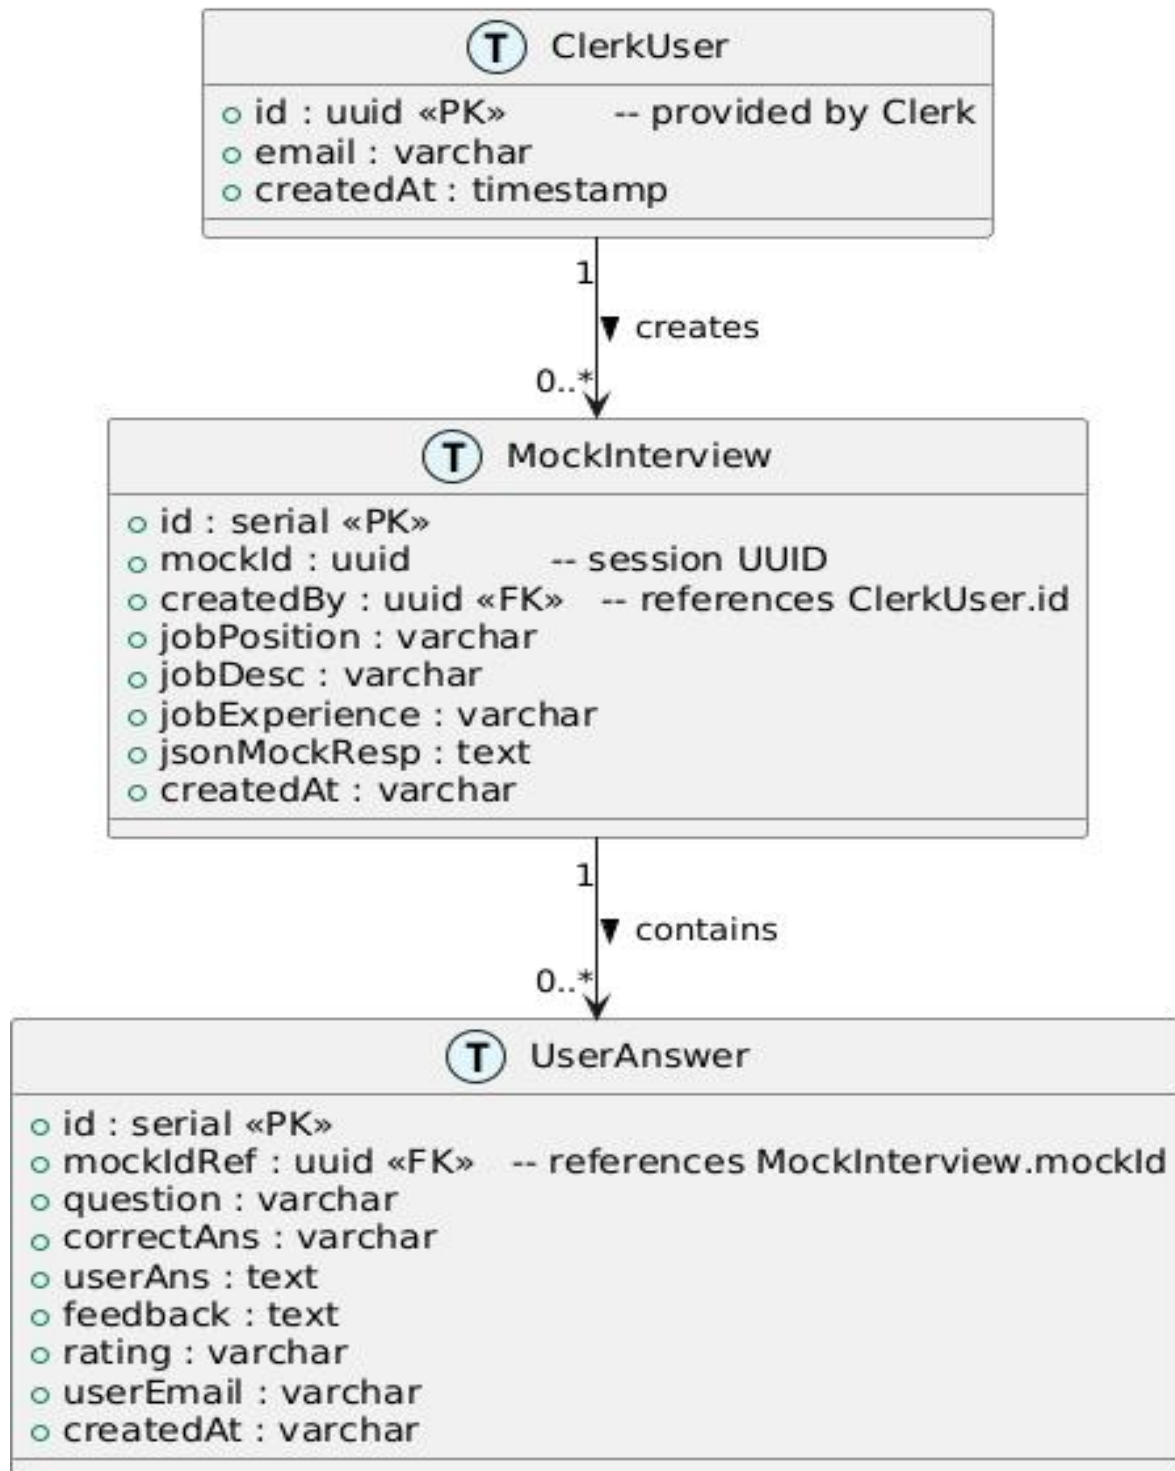 T ClerkUser
id : uuid «PK» -- provided by Clerk
email : varchar
createdAt : timestamp
1
creates
0..*
T MockInterview
id : serial «PK»
mockId : uuid -- session UUID
createdBy : uuid «FK» -- references ClerkUser.id
jobPosition : varchar
jobDesc : varchar
jobExperience : varchar
jsonMockResp : text
createdAt : varchar
1
contains
0..*
T UserAnswer
id : serial «PK»
mockIdRef : uuid «FK» -- references MockInterview.mockId
question : varchar
correctAns : varchar
userAns : text
feedback : text
rating : varchar
userEmail : varchar
createdAt : varchar